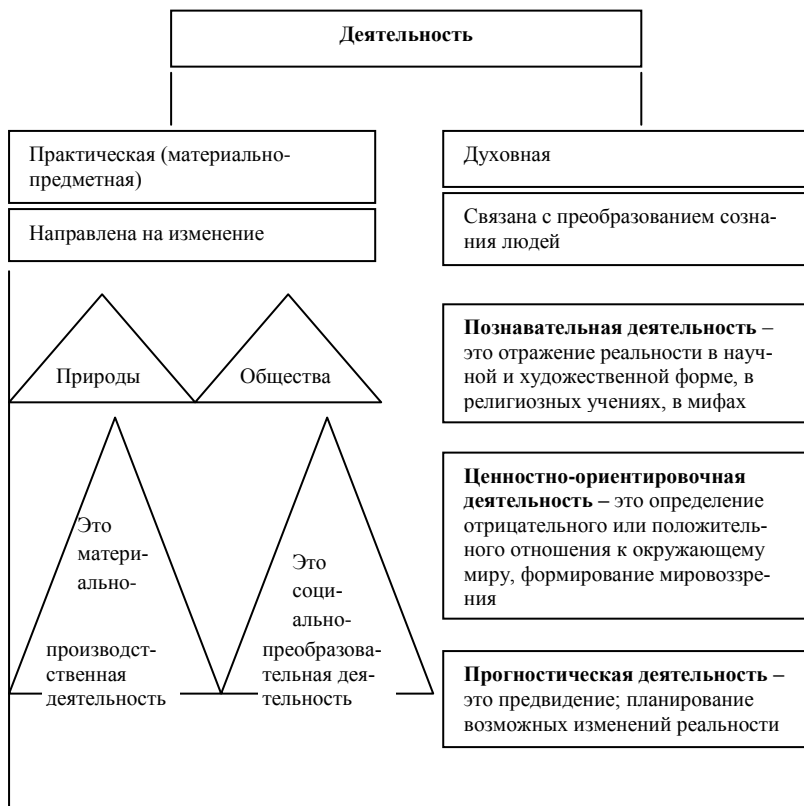 Деятельность
Практическая (материально-
предметная)
Направлена на изменение
Природы
Общества
Это
матери-
ально-
производст-
ственная
деятельность
Это
соци-
ально-
преобразова-
тельная дея-
тельность
Духовная
Связана с преобразованием созна-
ния людей
Познавательная деятельность –
это отражение реальности в науч-
ной и художественной форме, в
религиозных учениях, в мифах
Ценностно-ориентировочная
деятельность – это определение
отрицательного или положитель-
ного отношения к окружающему
миру, формирование мировоззре-
ния
Прогностическая деятельность –
это предвидение; планирование
возможных изменений реальности